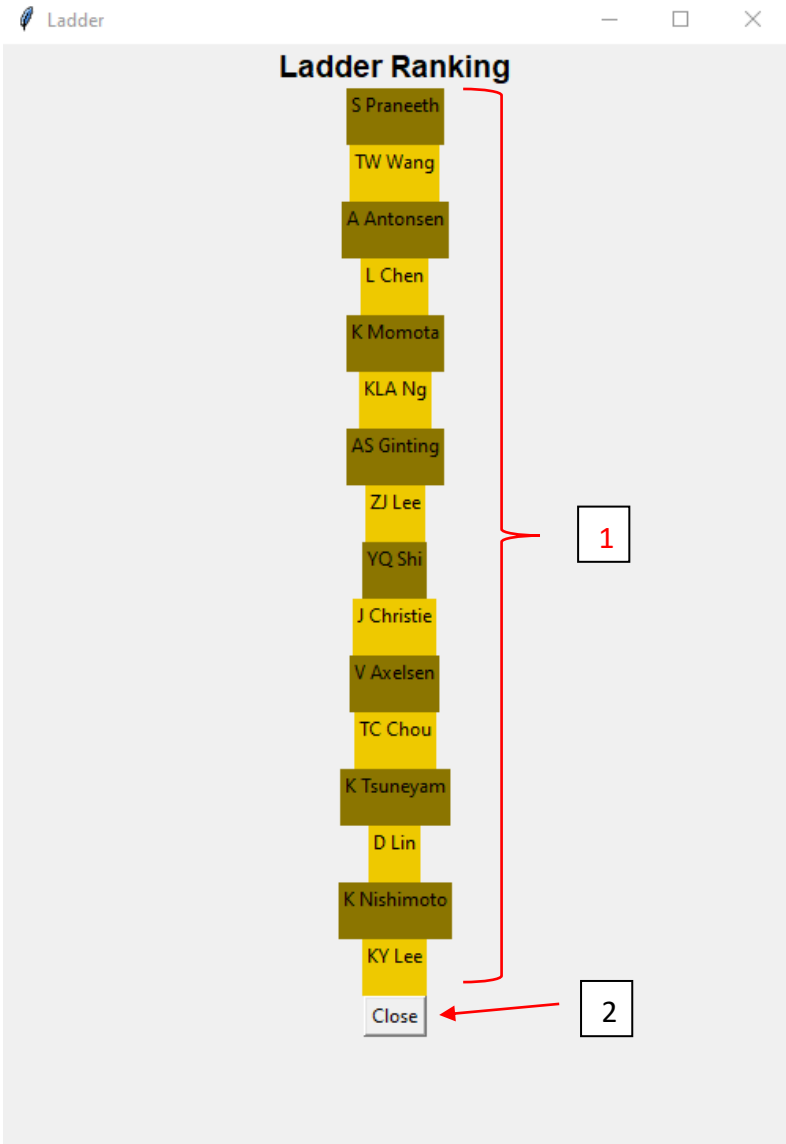 Ladder
Ladder Ranking
S Praneeth
TW Wang
A Antonsen
L Chen
K Momota
KLA Ng
AS Ginting
ZJ Lee
1
YQ Shi
J Christie
V Axelsen
TC Chou
K Tsuneyam
D Lin
K Nishimoto
KY Lee
Close
2